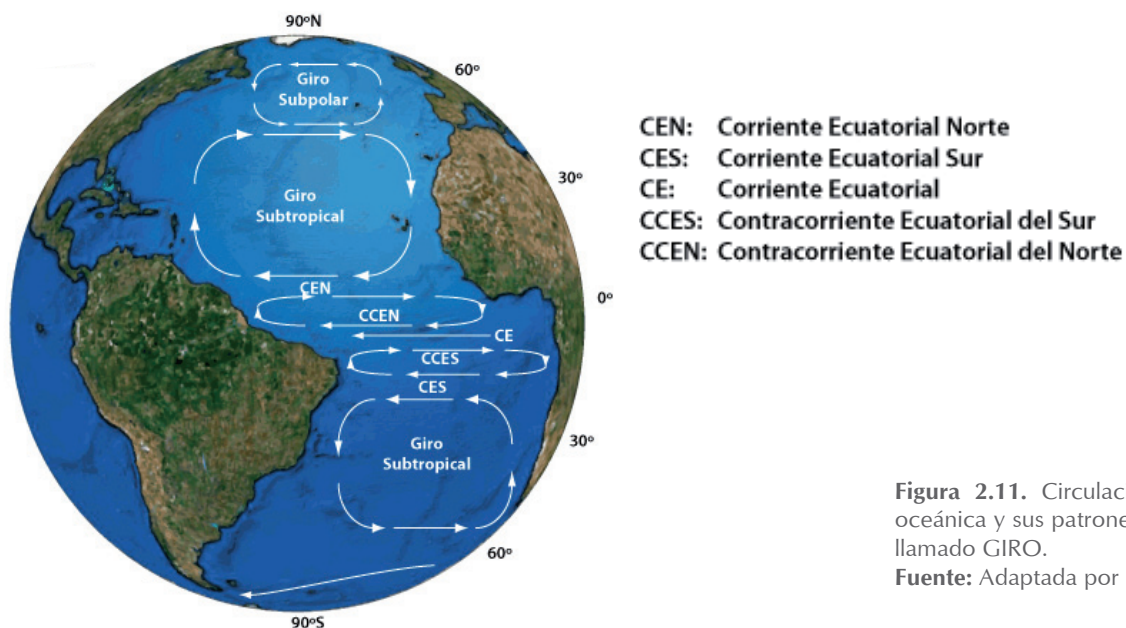 90ºN
60º
Giro
Subpolar
30º
Giro
Subtropical
CEN
0º
CCEN
CE
CCES
CES
30º
Giro
Subtropical
60º
90ºS
CEN: Corriente Ecuatorial Norte
CES: Corriente Ecuatorial Sur
CE: Corriente Ecuatorial
CCES: Contracorriente Ecuatorial del Sur
CCEN: Contracorriente Ecuatorial del Norte
Figura 2.11. Circulac
oceánica y sus patrone
llamado GIRO.
Fuente: Adaptada por